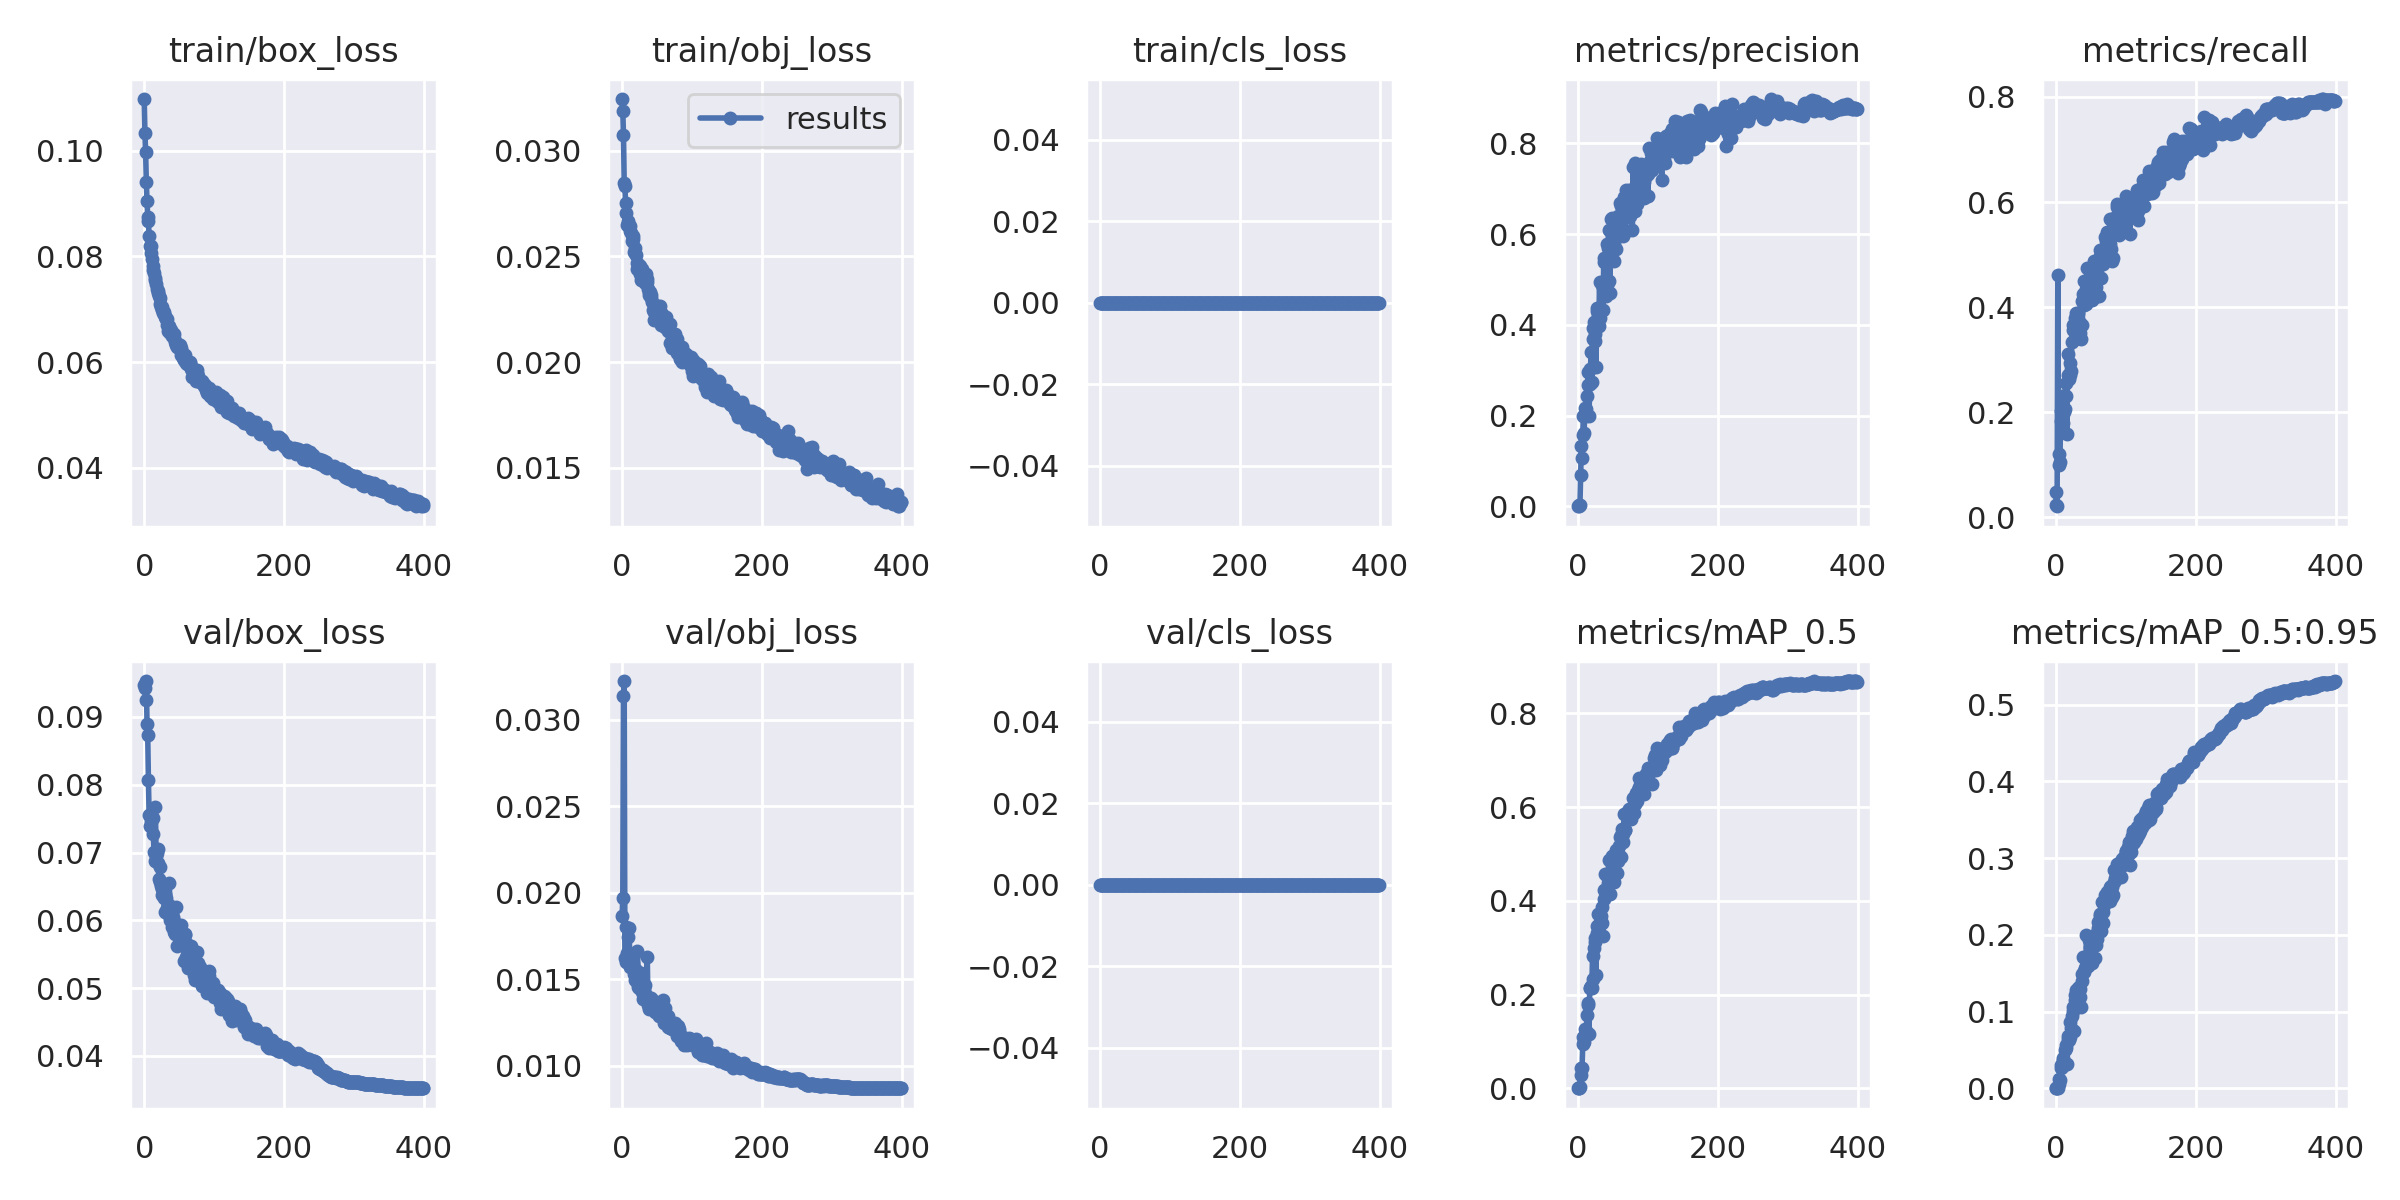 train/box_loss
0.10
0.08
0.06
0.04
0 200 400
train/obj_loss
results
0.030
0.025
0.020
0.015
0 200 400
train/cls_loss
0.04
0.02
0.00
−0.02
−0.04
0 200 400
metrics/precision
0.8
0.6
0.4
0.2
0.0
0 200 400
metrics/recall
0.8
0.6
0.4
0.2
0.0
0 200 400
val/box_loss
0.09
0.08
0.07
0.06
0.05
0.04
0 200 400
val/obj_loss
0.030
0.025
0.020
0.015
0.010
0 200 400
val/cls_loss
0.04
0.02
0.00
−0.02
−0.04
0 200 400
metrics/mAP_0.5
0.8
0.6
0.4
0.2
0.0
0 200 400
metrics/mAP_0.5:0.95
0.5
0.4
0.3
0.2
0.1
0.0
0 200 400